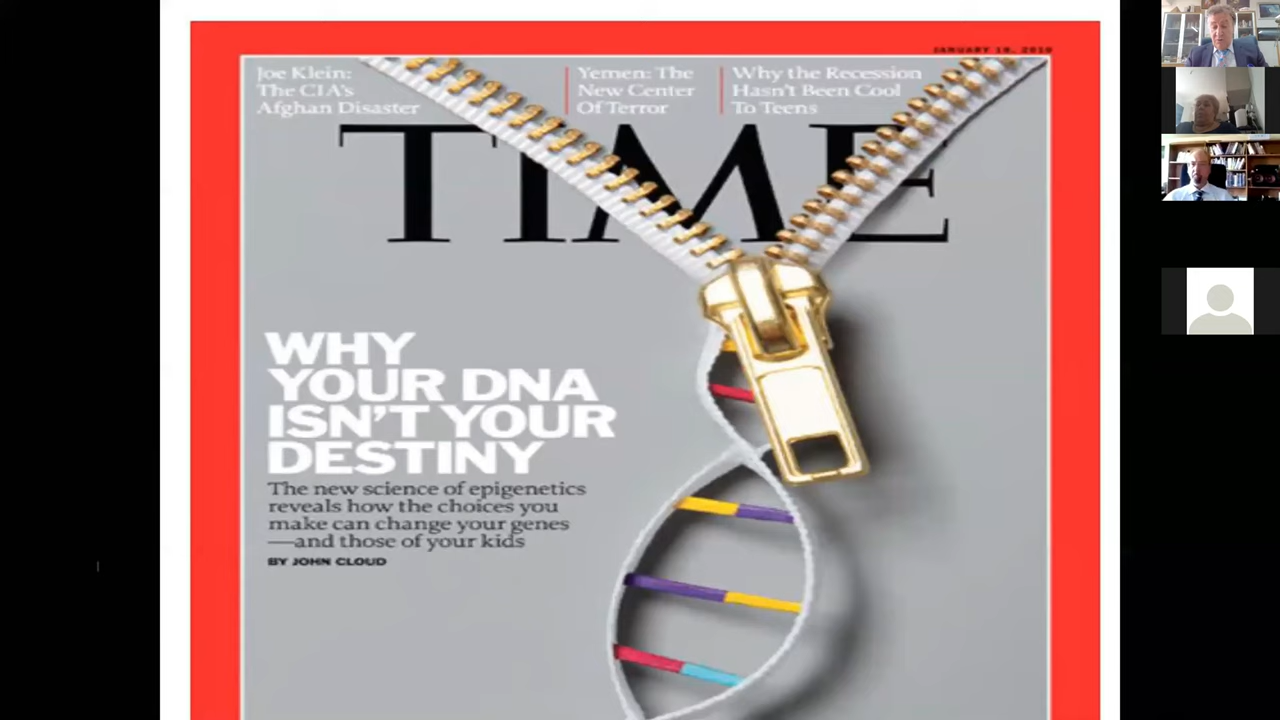 JANUARY 18, 2010
Joe Klein:
The CIA's
Afghan Disaster
Yemen: The
New Center
Of Terror
Why the Recession
Hasn't Been Cool
To Teens
TIME
WHY
YOUR DNA
ISN'T YOUR
DESTINY
The new science of epigenetics
reveals how the choices you
make can change your genes
—and those of your kids
BY JOHN CLOUD